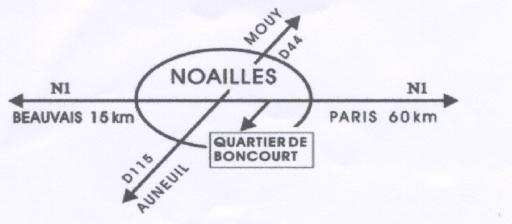 MOUY
D44
NOAILLES
N1
N1
BEAUVAIS 15km
PARIS 60km
QUARTIER DE
BONCOURT
D115
AUNEUIL